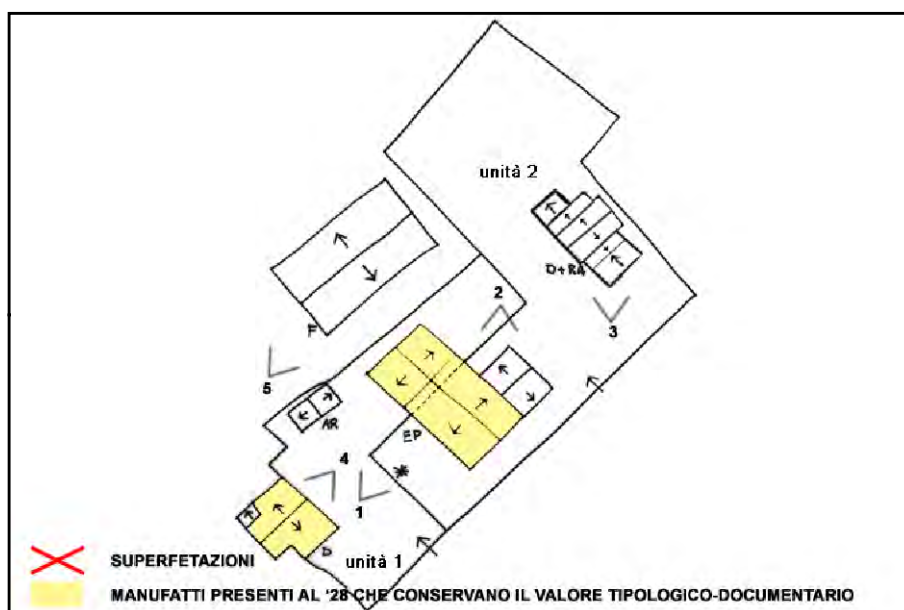 unità 2
D+RA
2
3
F
5
AR
EP
4
1
D
unità 1
SUPERFETAZIONI
MANUFATTI PRESENTI AL '28 CHE CONSERVANO IL VALORE TIPOLOGICO-DOCUMENTARIO